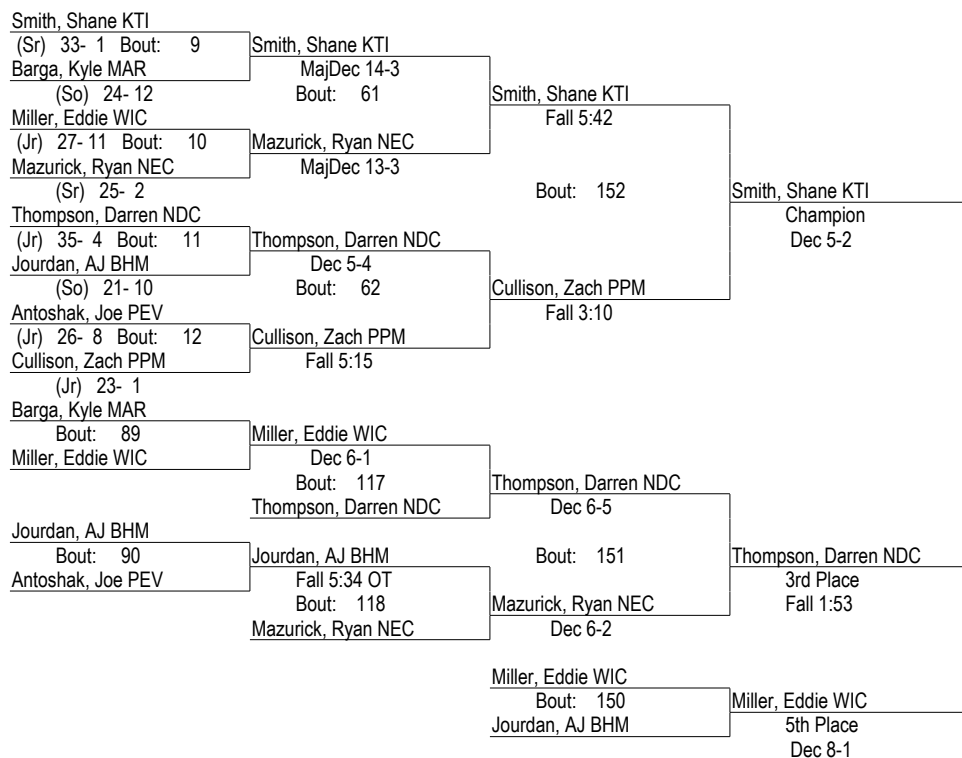 Smith, Shane KTI
(Sr) 33- 1 Bout: 9 Smith, Shane KTI
Barga, Kyle MAR MajDec 14-3
(So) 24- 12 Bout: 61 Smith, Shane KTI
Miller, Eddie WIC Fall 5:42
(Jr) 27- 11 Bout: 10 Mazurick, Ryan NEC
Mazurick, Ryan NEC MajDec 13-3
(Sr) 25- 2 Bout: 152 Smith, Shane KTI
Thompson, Darren NDC Champion
(Jr) 35- 4 Bout: 11 Thompson, Darren NDC Dec 5-2
Jourdan, AJ BHM Dec 5-4
(So) 21- 10 Bout: 62 Cullison, Zach PPM
Antoshak, Joe PEV Fall 3:10
(Jr) 26- 8 Bout: 12 Cullison, Zach PPM
Cullison, Zach PPM Fall 5:15
(Jr) 23- 1
Barga, Kyle MAR
Bout: 89 Miller, Eddie WIC
Miller, Eddie WIC Dec 6-1
Bout: 117 Thompson, Darren NDC
Thompson, Darren NDC Dec 6-5
Jourdan, AJ BHM
Bout: 90 Jourdan, AJ BHM Bout: 151 Thompson, Darren NDC
Antoshak, Joe PEV Fall 5:34 OT 3rd Place
Bout: 118 Mazurick, Ryan NEC Fall 1:53
Mazurick, Ryan NEC Dec 6-2
Miller, Eddie WIC
Bout: 150 Miller, Eddie WIC
Jourdan, AJ BHM 5th Place
Dec 8-1